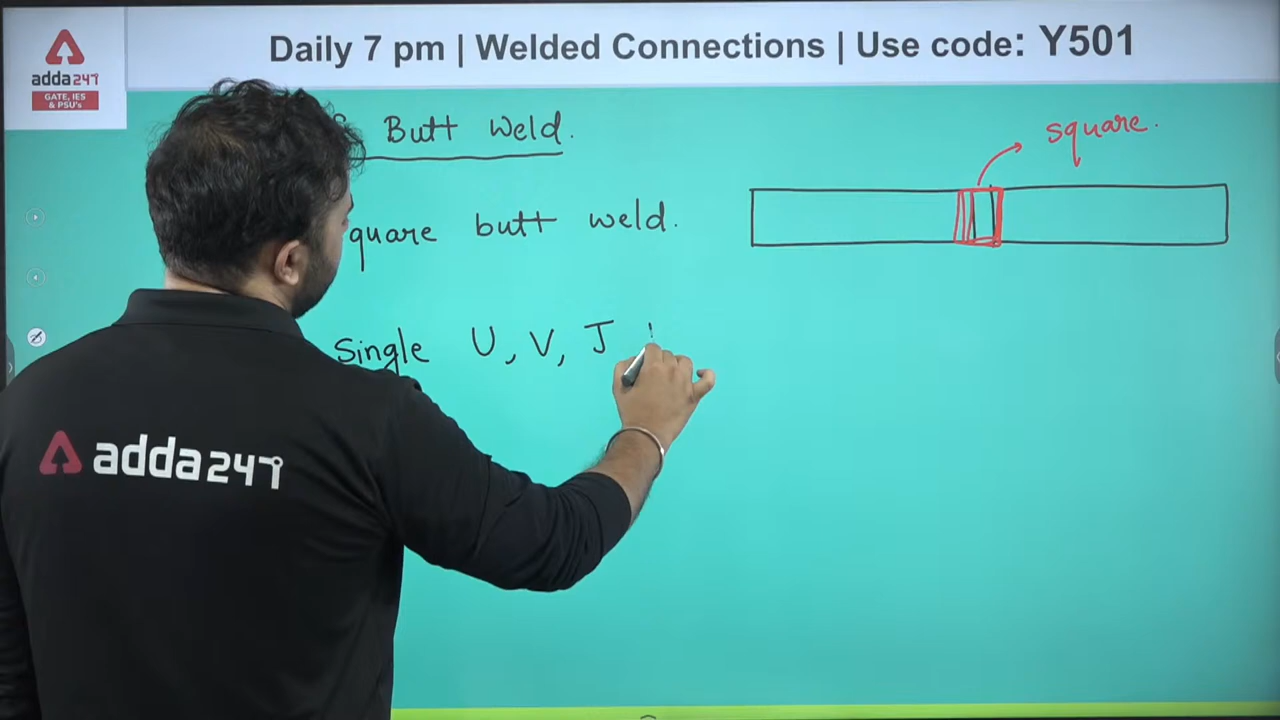 Daily 7 pm | Welded Connections | Use code: Y501
adda247
GATE, IES
& PSU's
Butt Weld.
square.
quare butt weld.
Single U, V, J
adda247